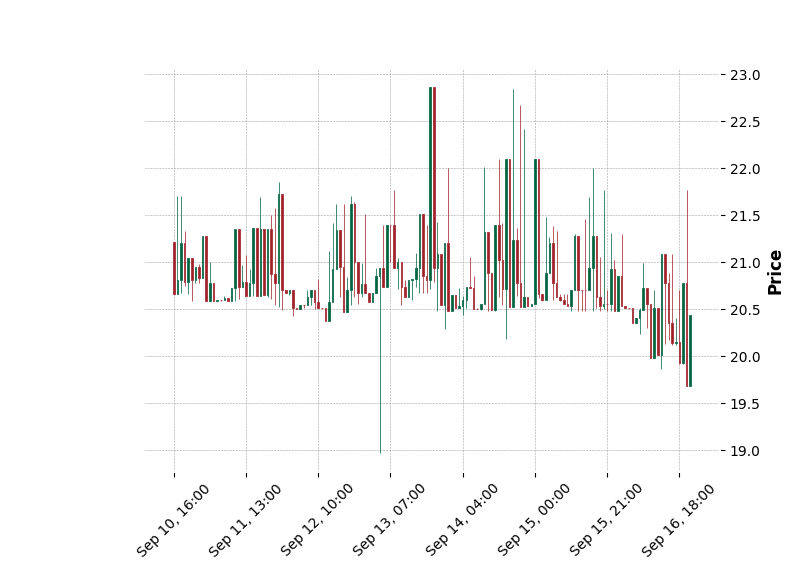 23.0
22.5
22.0
21.5
21.0
20.5
20.0
19.5
19.0
Price
Sep 10, 16:00
Sep 11, 13:00
Sep 12, 10:00
Sep 13, 07:00
Sep 14, 04:00
Sep 15, 00:00
Sep 15, 21:00
Sep 16, 18:00